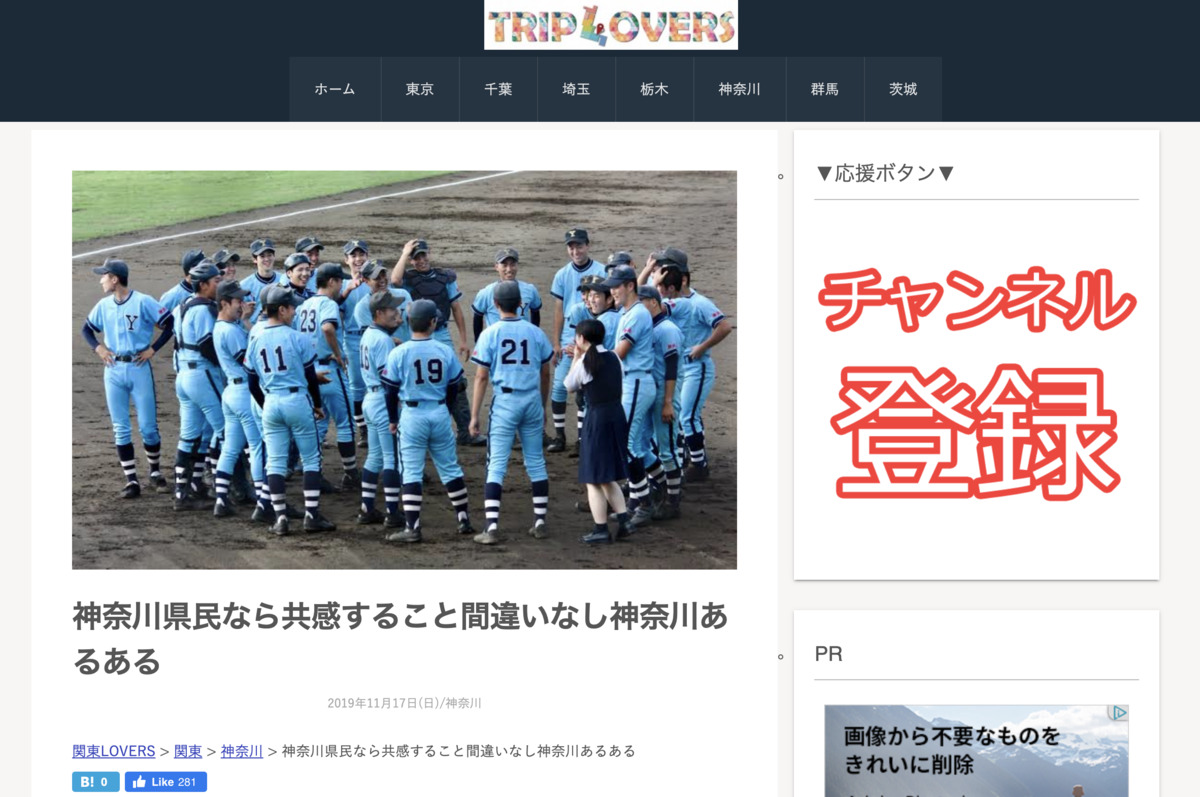 TRIP LOVERS
ホーム 東京 千葉 埼玉 栃木 神奈川 群馬 茨城
Y
11
23
19
21
神奈川県民なら共感すること間違いなし神奈川あ
るある
2019年11月17日(日)/神奈川
関東LOVERS > 関東 > 神奈川 > 神奈川県民なら共感すること間違いなし神奈川あるある
B! 0 Like 281
▼応援ボタン▼
チャンネル
登録
PR
画像から不要なものを
きれいに削除